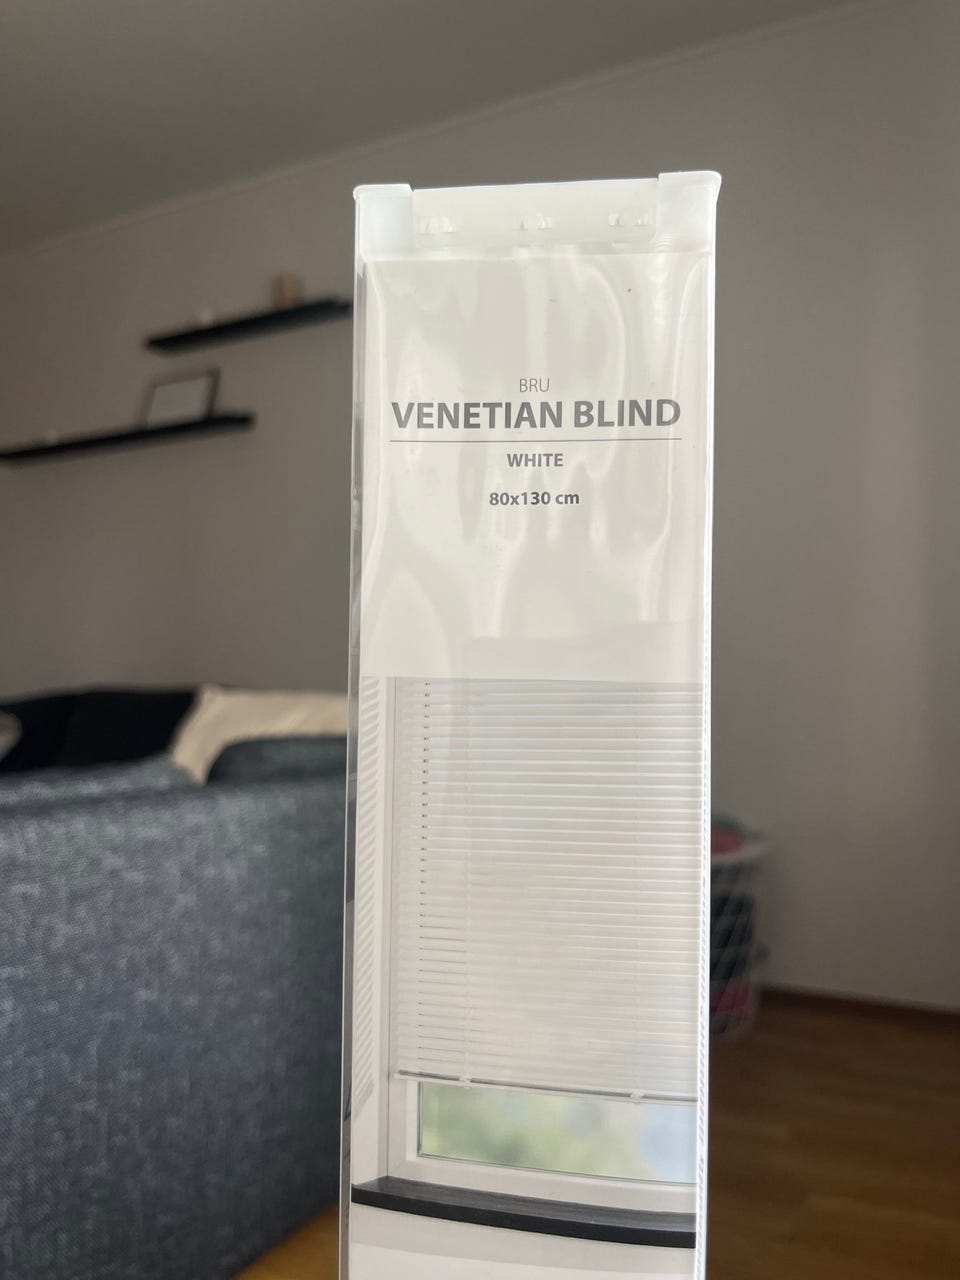 BRU
VENETIAN BLIND
WHITE
80x130 cm